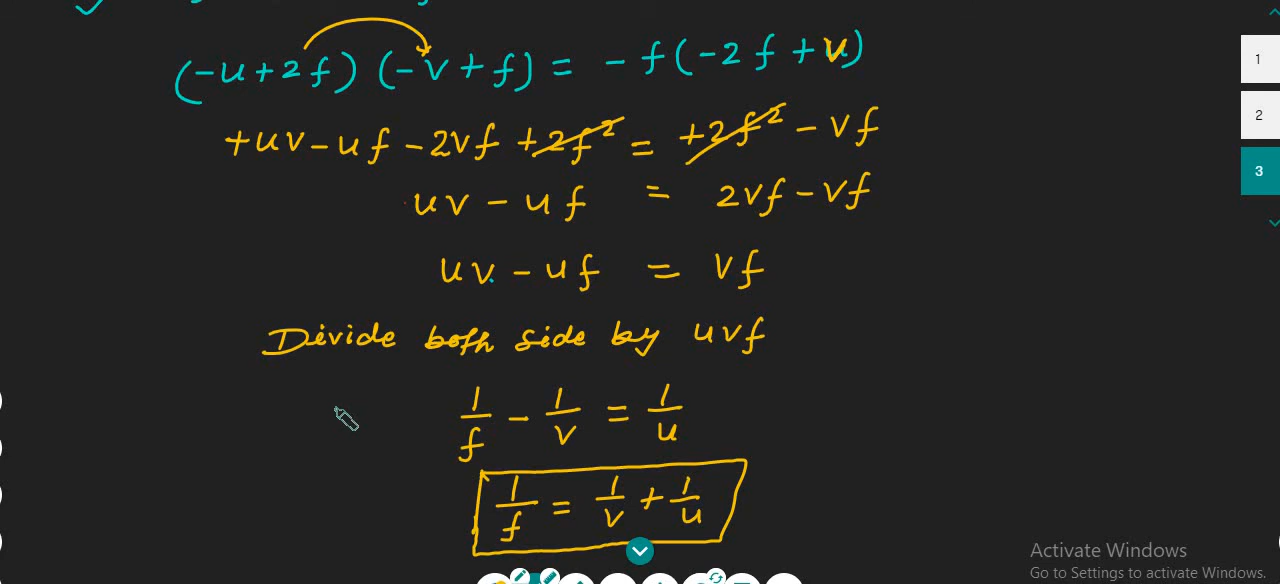 (-u+2f) (-v+f) = -f(-2f+v)
+uv-uf-2vf+2f² = +2f²-vf
uv-uf = 2vf-vf
uv-uf = vf
Divide both side by uvf
1/f - 1/v = 1/u
1/f = 1/v + 1/u
1
2
3
Activate Windows
Go to Settings to activate Windows.